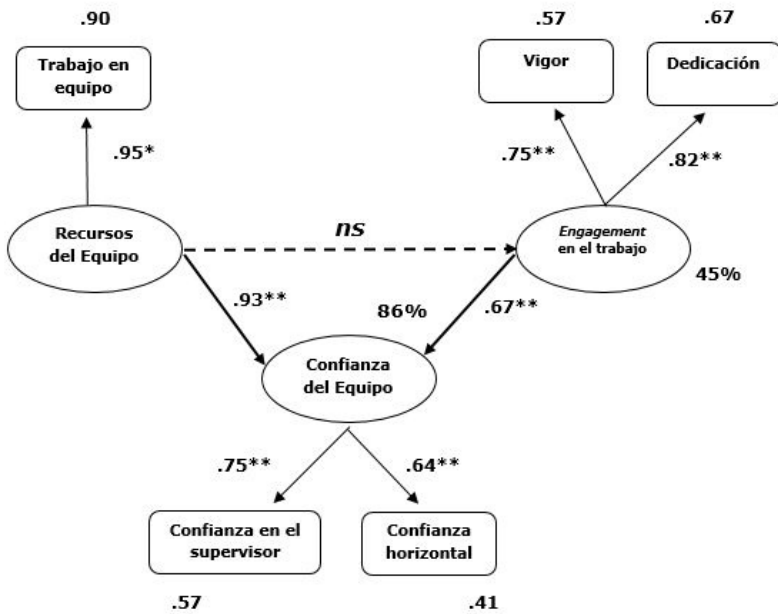 .90
.57
.67
Trabajo en
equipo
Vigor
Dedicación
.95*
.75**
.82**
Recursos
del Equipo
ns
Engagement
en el trabajo
45%
.93**
86%
.67**
Confianza
del Equipo
.75**
.64**
Confianza en el
supervisor
Confianza
horizontal
.57
.41